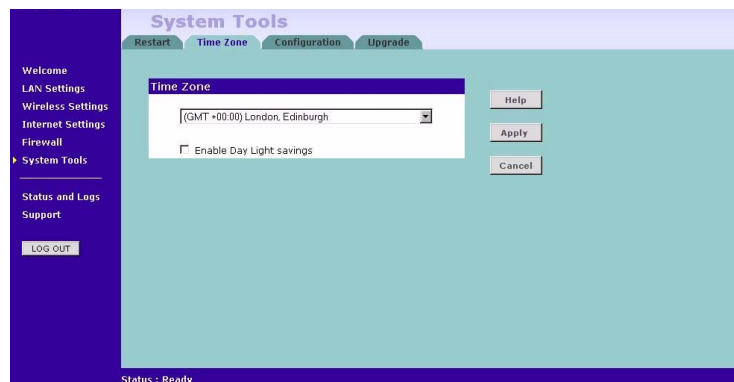 System Tools
Restart Time Zone Configuration Upgrade
Welcome
LAN Settings
Wireless Settings
Internet Settings
Firewall
System Tools
Status and Logs
Support
LOG OUT
Time Zone
(GMT +00:00) London, Edinburgh
Enable Day Light savings
Help
Apply
Cancel
Status : Ready